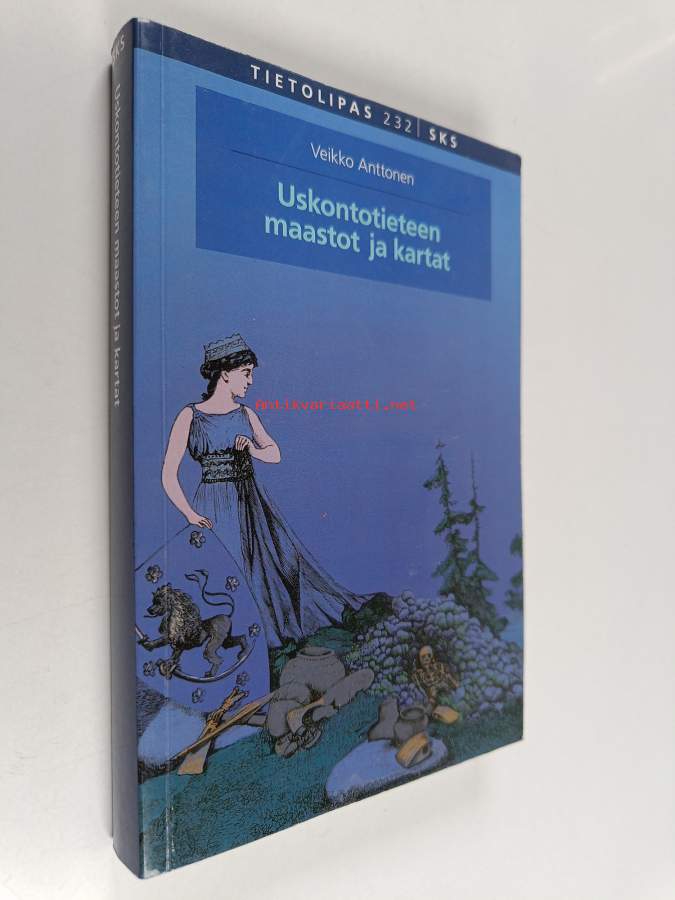 TIETOLIPAS 232 | SKS
Veikko Anttonen
Uskontotieteen
maastot ja kartat
Antikvariaatti.net
SKS
Uskontotieteen maastot ja kartat